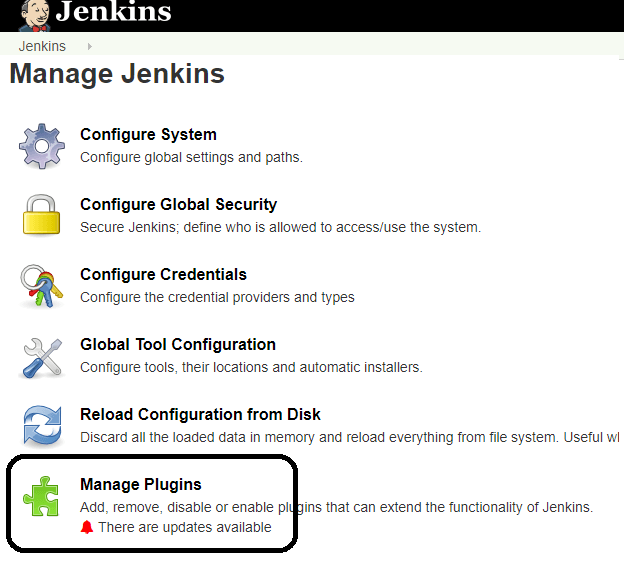 Jenkins
Jenkins
Manage Jenkins
Configure System
Configure global settings and paths.
Configure Global Security
Secure Jenkins; define who is allowed to access/use the system.
Configure Credentials
Configure the credential providers and types
Global Tool Configuration
Configure tools, their locations and automatic installers.
Reload Configuration from Disk
Discard all the loaded data in memory and reload everything from file system. Useful wh
Manage Plugins
Add, remove, disable or enable plugins that can extend the functionality of Jenkins.
There are updates available